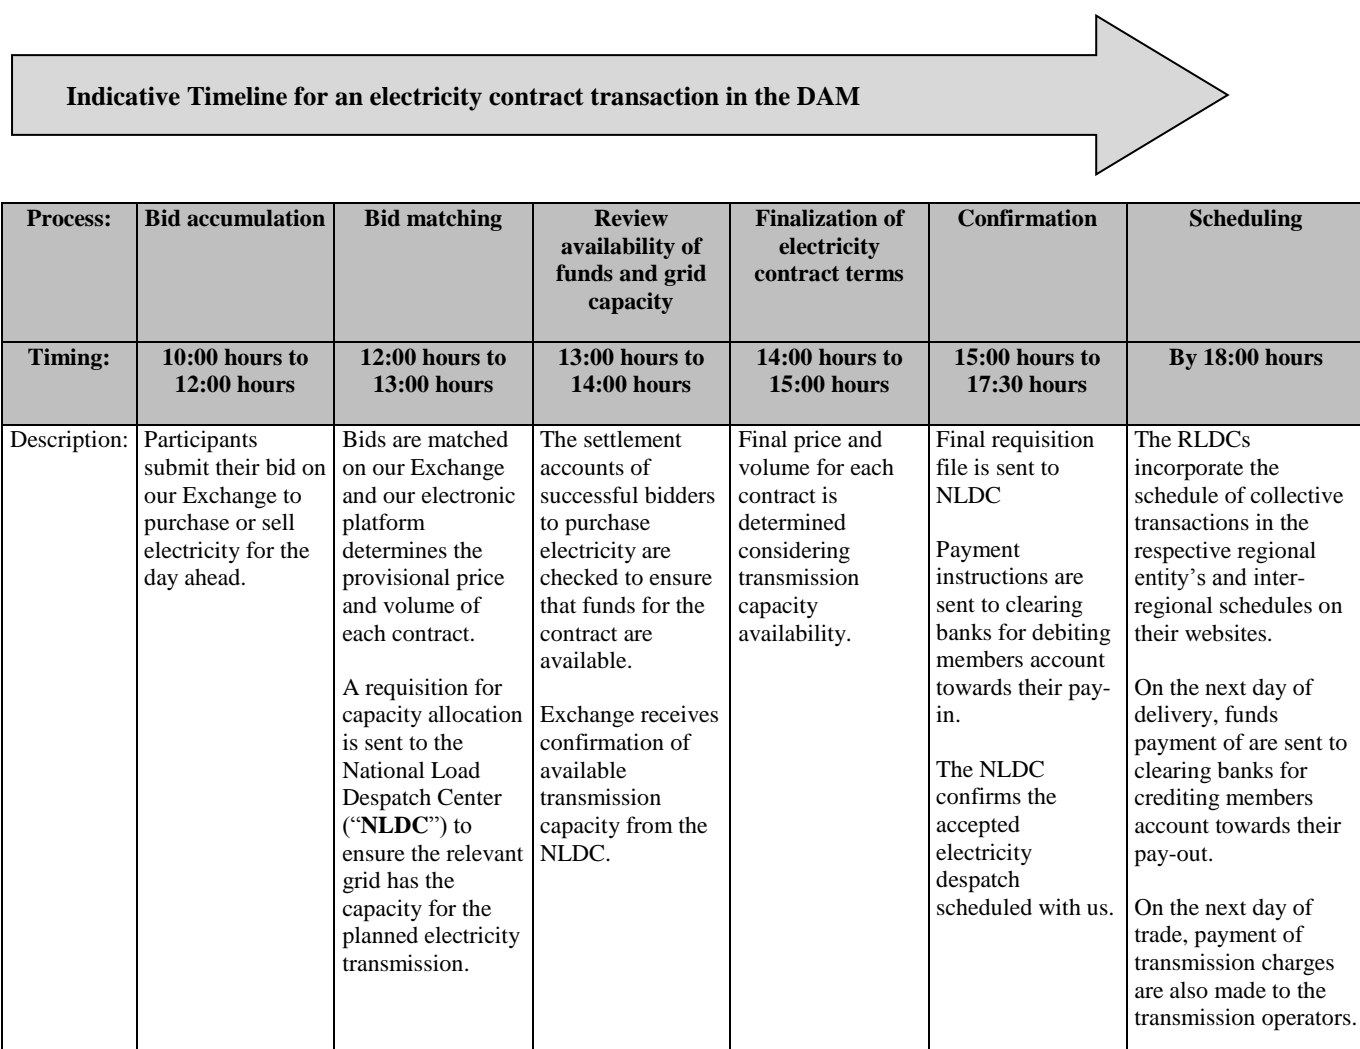 Indicative Timeline for an electricity contract transaction in the DAM
Process:
Bid accumulation
Bid matching
Review
availability of
funds and grid
capacity
Finalization of
electricity
contract terms
Confirmation
Scheduling
Timing:
10:00 hours to
12:00 hours
12:00 hours to
13:00 hours
13:00 hours to
14:00 hours
14:00 hours to
15:00 hours
15:00 hours to
17:30 hours
By 18:00 hours
Description:
Participants
submit their bid on
our Exchange to
purchase or sell
electricity for the
day ahead.
Bids are matched
on our Exchange
and our electronic
platform
determines the
provisional price
and volume of
each contract.
A requisition for
capacity allocation
is sent to the
National Load
Despatch Center
(“NLDC”) to
ensure the relevant
grid has the
capacity for the
planned electricity
transmission.
The settlement
accounts of
successful bidders
to purchase
electricity are
checked to ensure
that funds for the
contract are
available.
Exchange receives
confirmation of
available
transmission
capacity from the
NLDC.
Final price and
volume for each
contract is
determined
considering
transmission
capacity
availability.
Final requisition
file is sent to
NLDC
Payment
instructions are
sent to clearing
banks for debiting
members account
towards their pay-
in.
The NLDC
confirms the
accepted
electricity
despatch
scheduled with us.
The RLDCs
incorporate the
schedule of collective
transactions in the
respective regional
entity’s and inter-
regional schedules on
their websites.
On the next day of
delivery, funds
payment of are sent to
clearing banks for
crediting members
account towards their
pay-out.
On the next day of
trade, payment of
transmission charges
are also made to the
transmission operators.